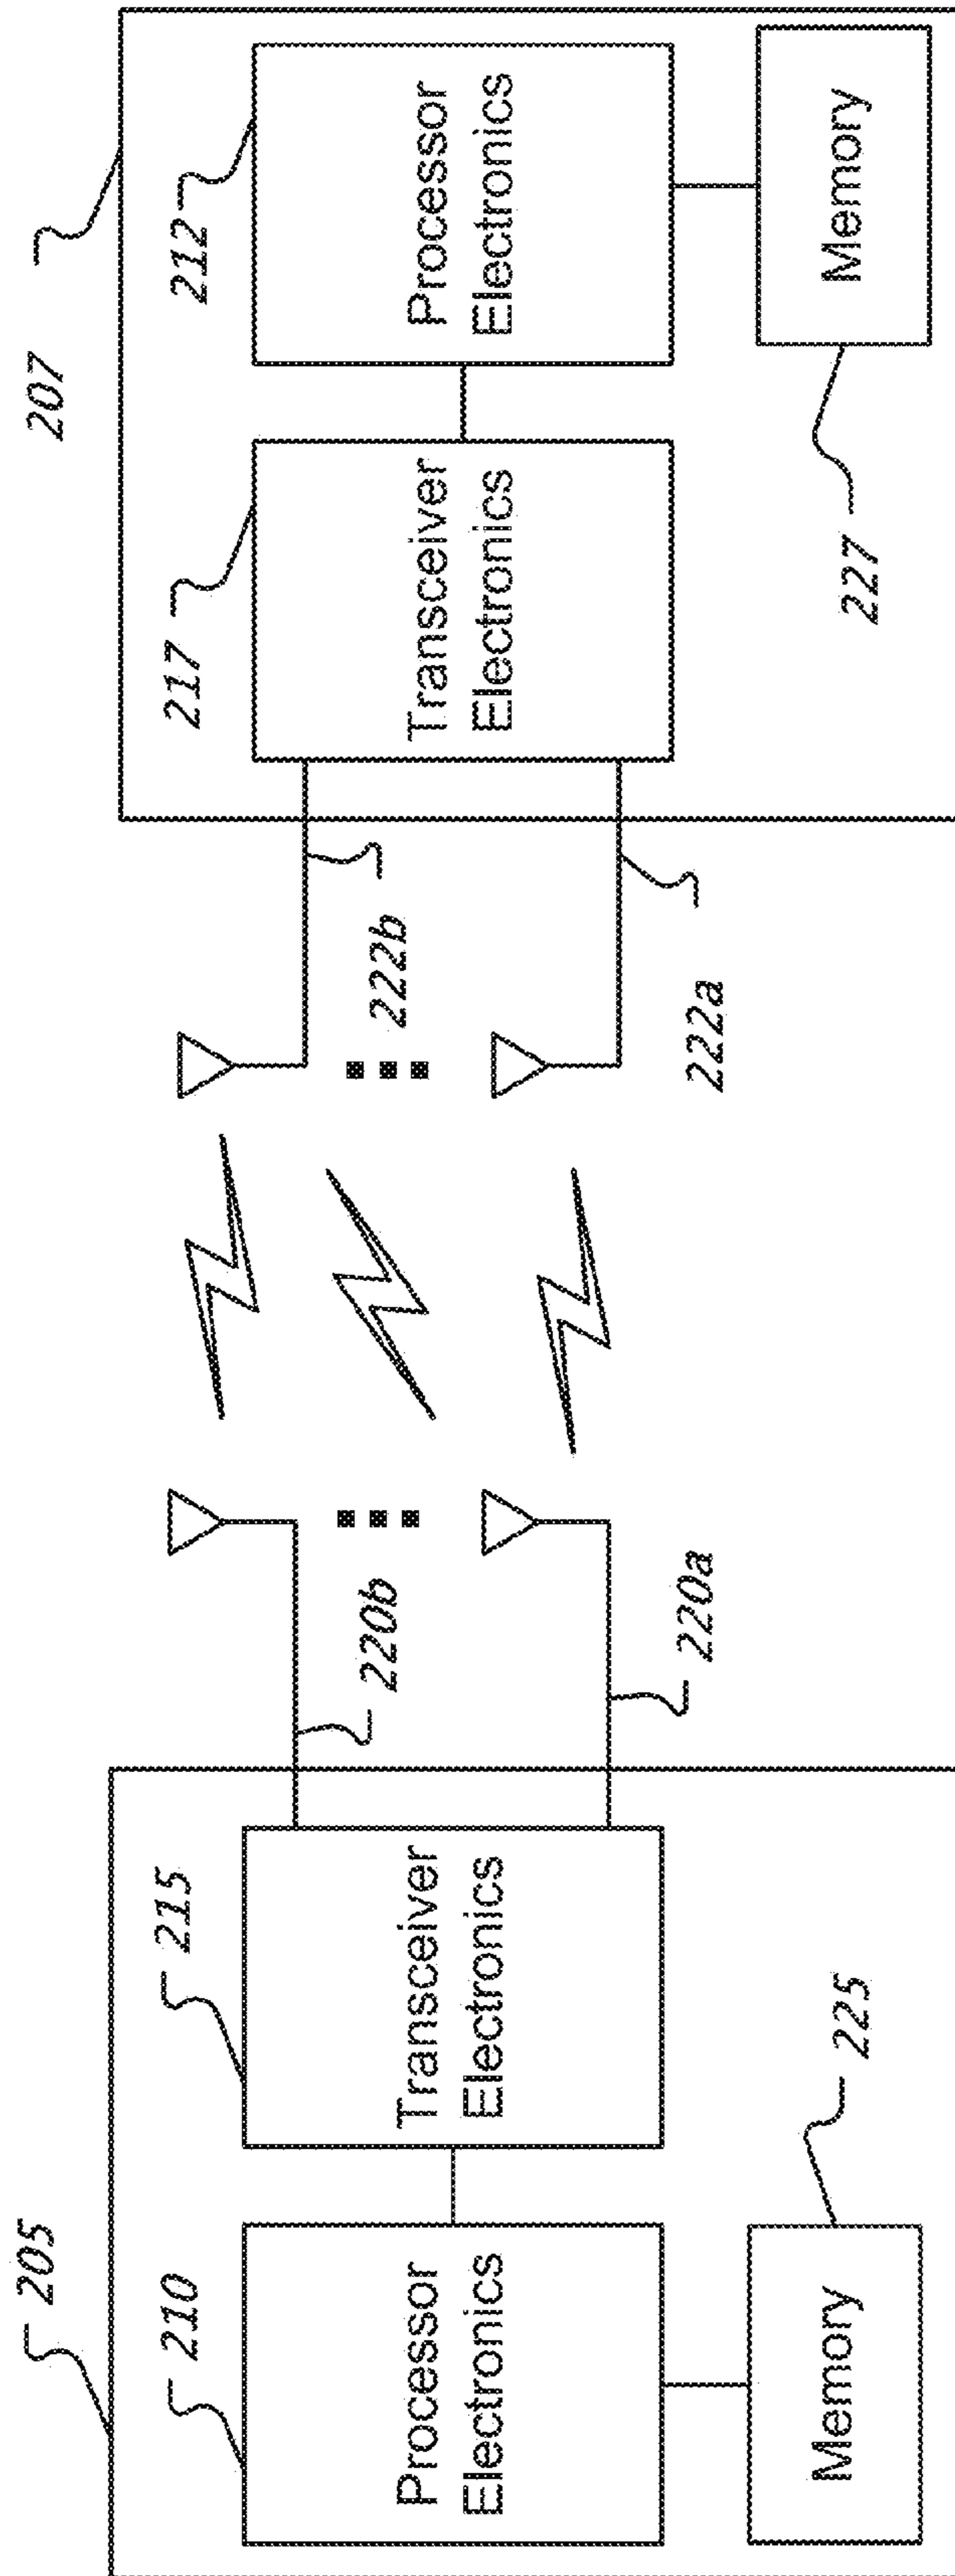 205
207
210
Processor
Electronics
215
Transceiver
Electronics
Memory
225
220b
220a
222b
222a
217
Transceiver
Electronics
212
Processor
Electronics
227
Memory